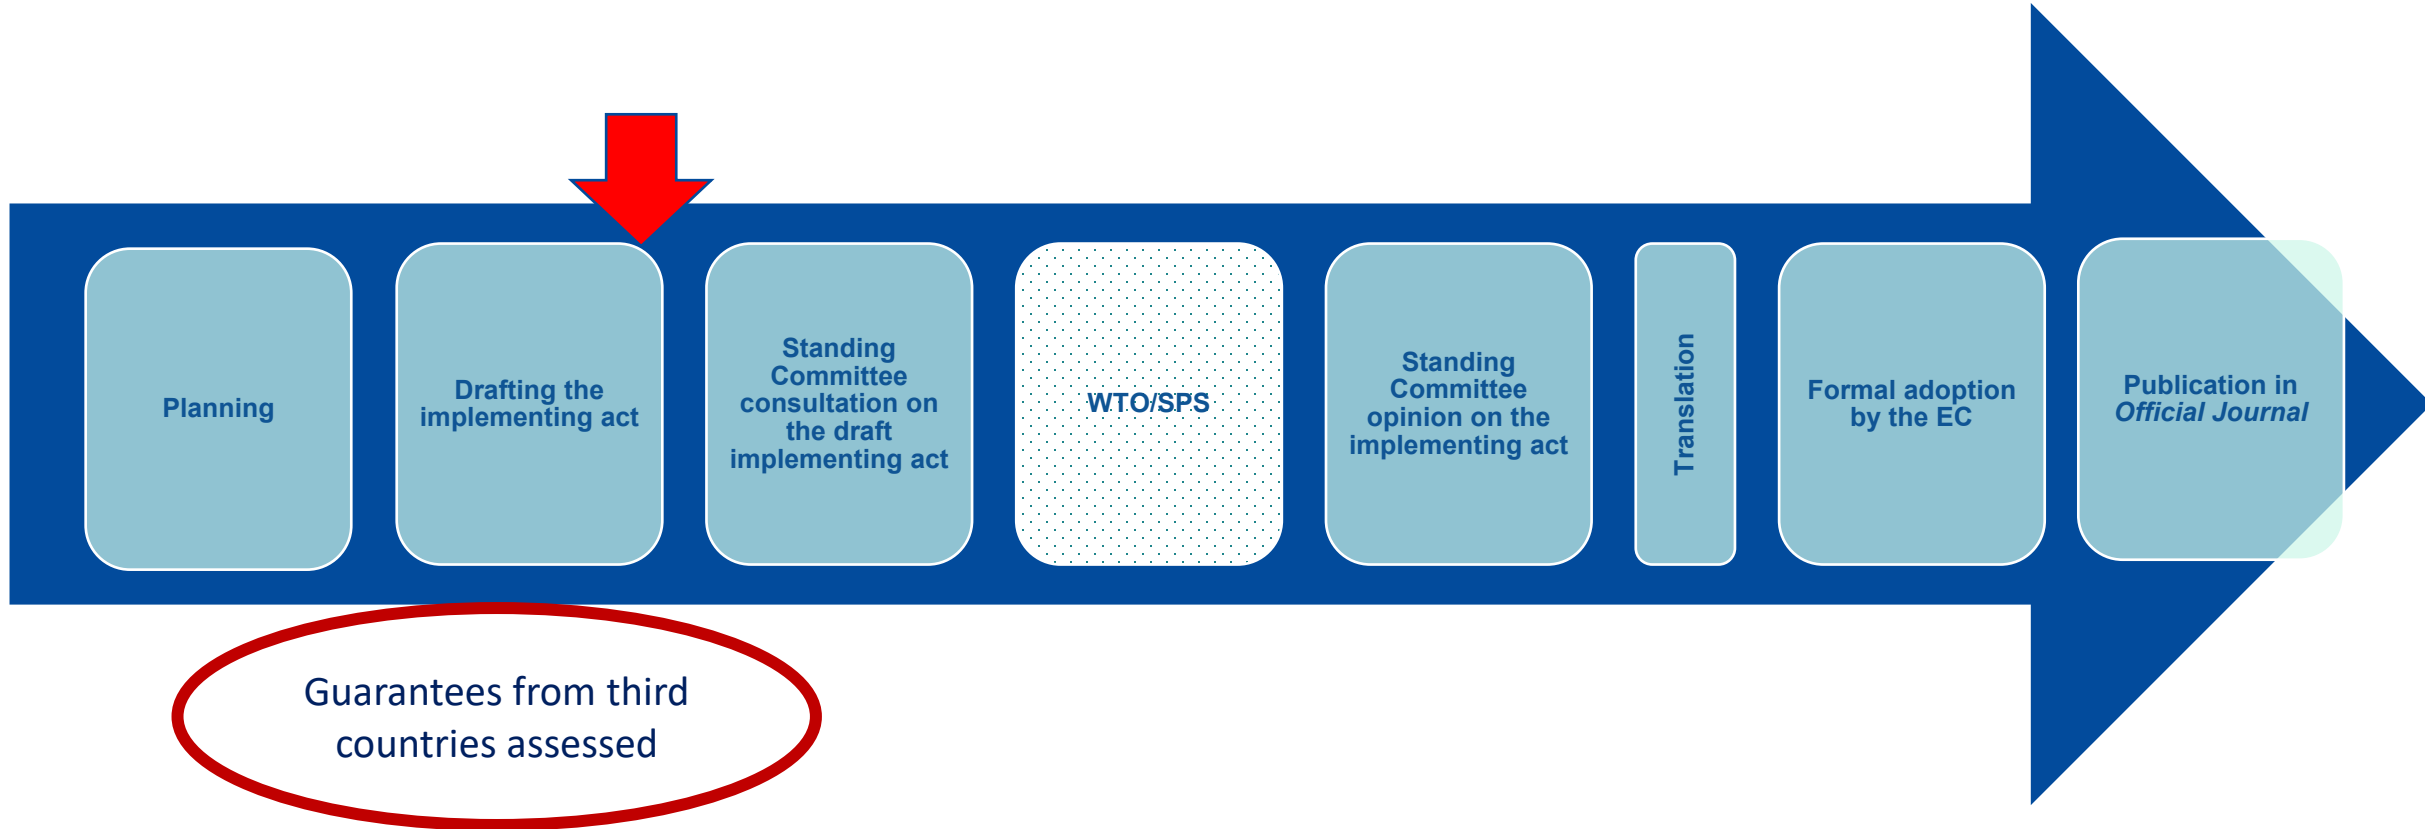 Planning
Drafting the
implementing act
Standing
Committee
consultation on
the draft
implementing act
WTO/SPS
Standing
Committee
opinion on the
implementing act
Translation
Formal adoption
by the EC
Publication in
Official Journal
Guarantees from third
countries assessed